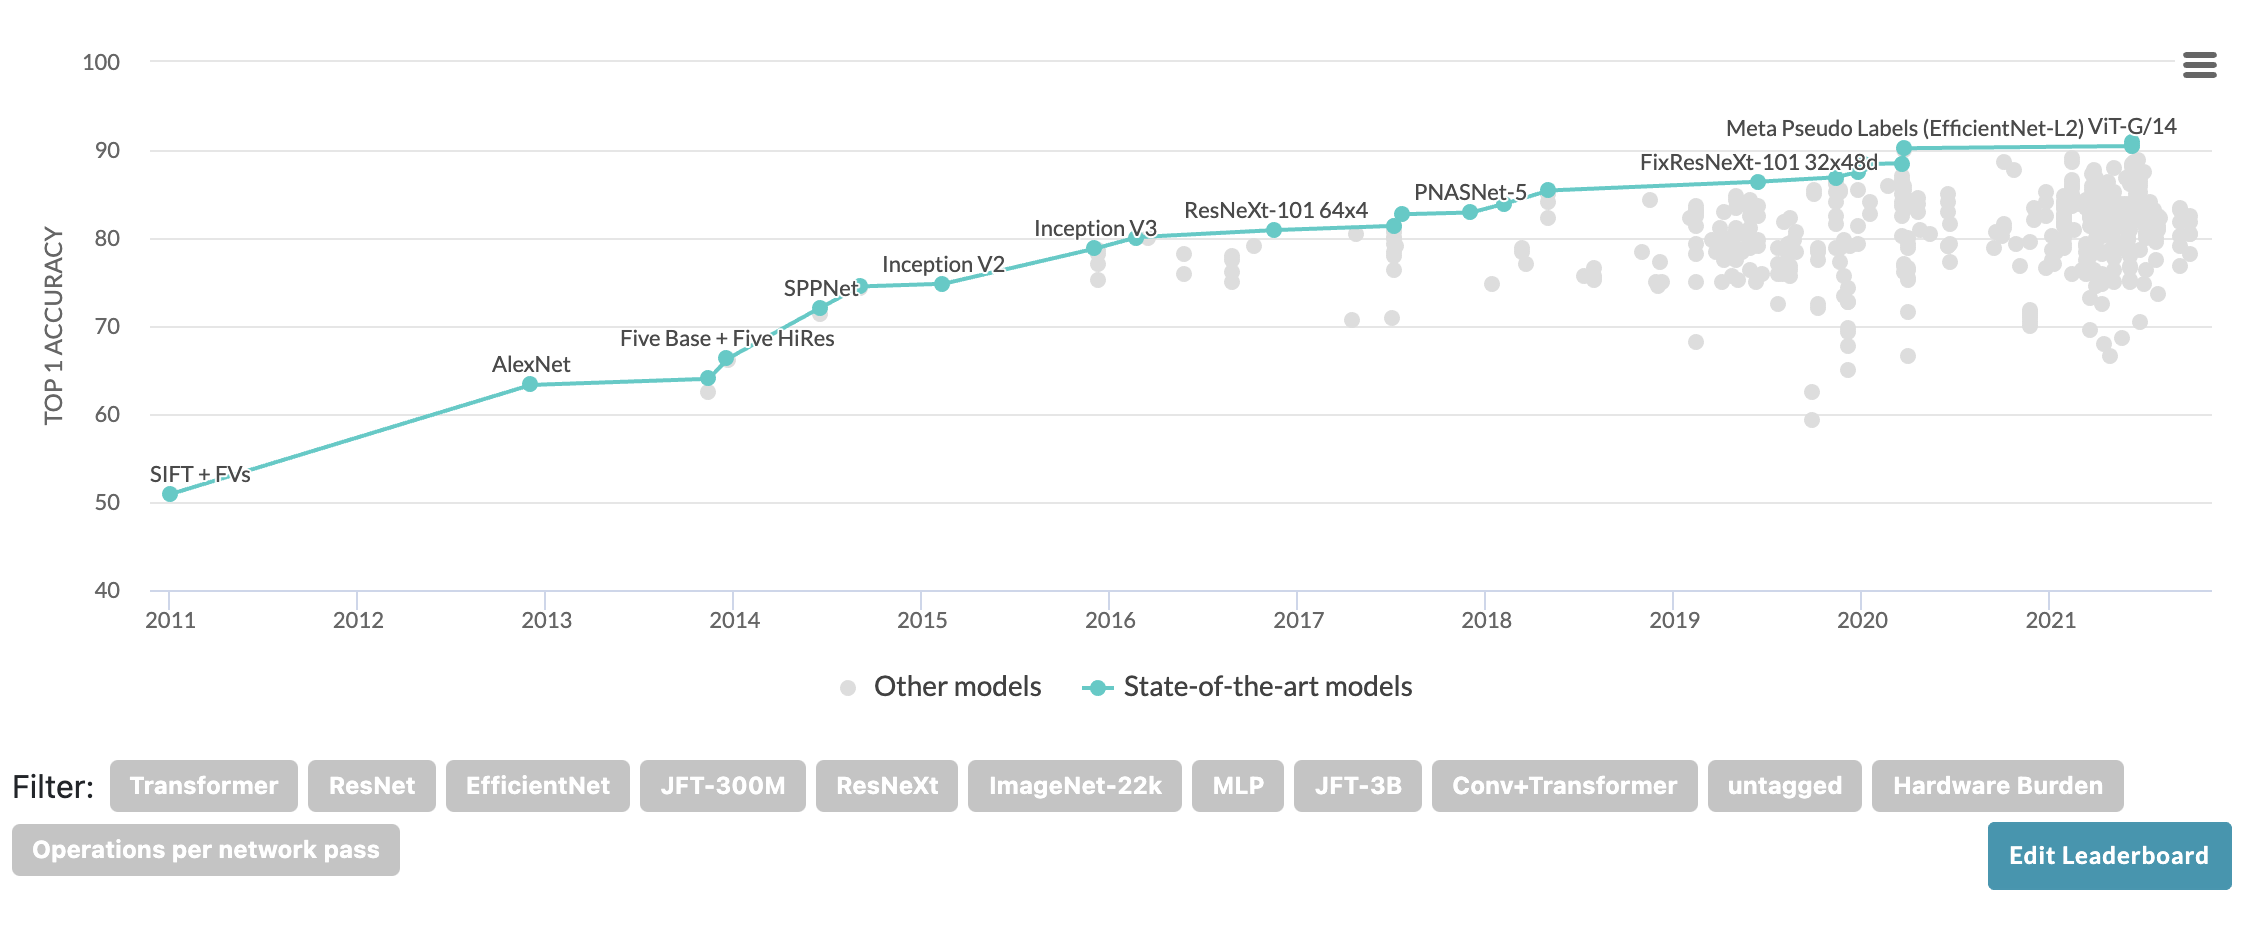 100
90
80
70
60
50
40
TOP 1 ACCURACY
Meta Pseudo Labels (EfficientNet-L2)
ViT-G/14
FixResNeXt-101 32x48d
PNASNet-5
ResNeXt-101 64x4
Inception V3
Inception V2
SPPNet
Five Base + Five HiRes
AlexNet
SIFT + FVs
2011 2012 2013 2014 2015 2016 2017 2018 2019 2020 2021
Other models State-of-the-art models
Filter: Transformer ResNet EfficientNet JFT-300M ResNeXt ImageNet-22k MLP JFT-3B Conv+Transformer untagged Hardware Burden
Operations per network pass
Edit Leaderboard